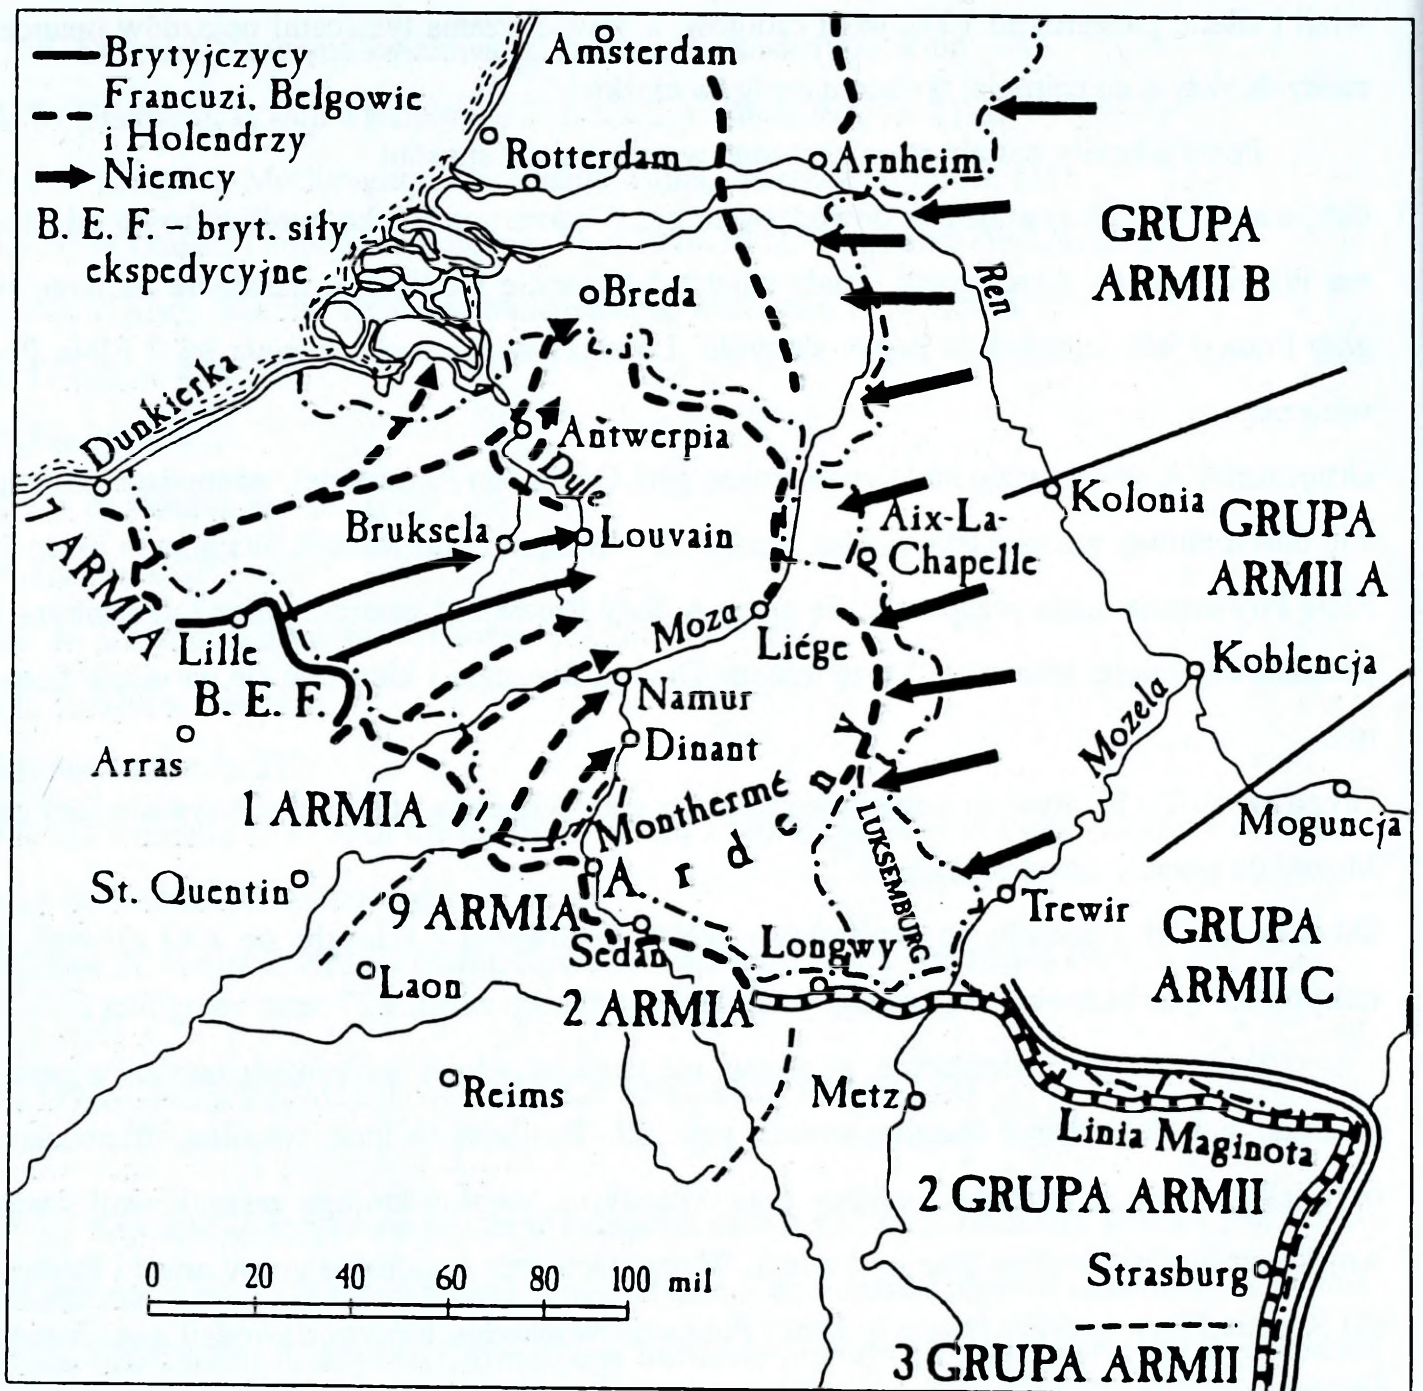 Brytyjczycy
Francuzi, Belgowie
i Holendrzy
Niemcy
B. E. F. – bryt. siły
ekspedycyjne
Amsterdam
Rotterdam
Arnheim
GRUPA
ARMII B
Ren
Breda
Dunkierka
Antwerpia
Dyle
Kolonia
GRUPA
ARMII A
7 ARMIA
Bruksela
Louvain
Aix-La-
Chapelle
Lille
Moza
Liége
Koblencja
B. E. F.
Namur
Mozela
Arras
Dinant
1 ARMIA
Montherme
Moguncja
Ardeny
LUKSEMBURG
St. Quentin
9 ARMIA
Trewir
Sedan
Longwy
GRUPA
ARMII C
Laon
2 ARMIA
Reims
Metz
Linia Maginota
2 GRUPA ARMII
Strasburg
0 20 40 60 80 100 mil
3 GRUPA ARMII